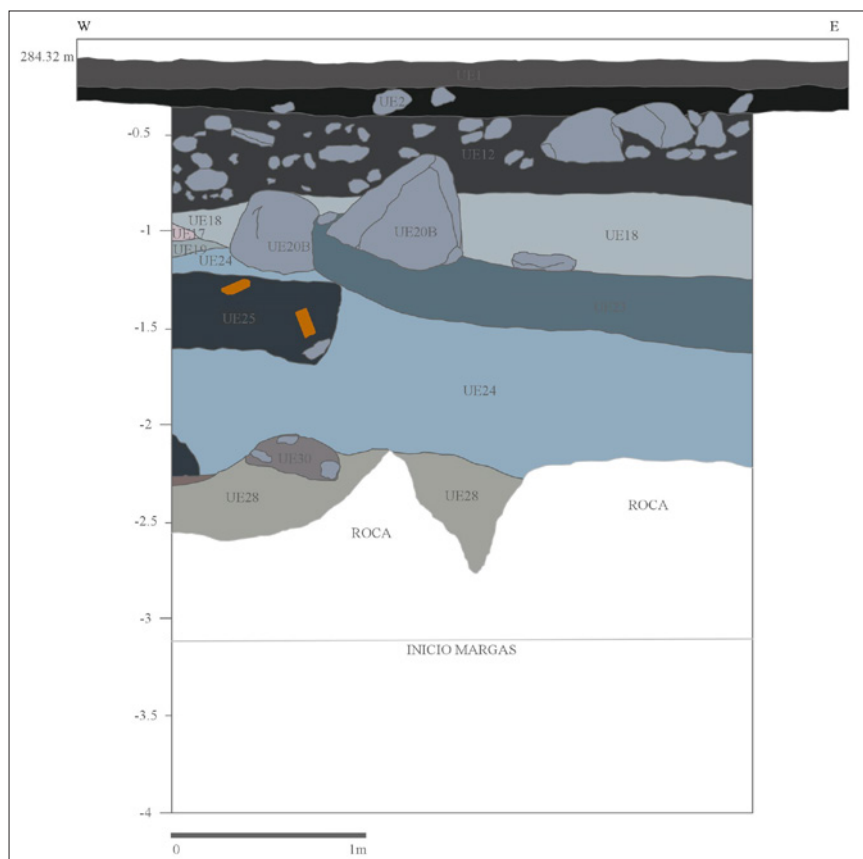 W E
284.32 m
UE1
UE2
-0.5
UE12
UE18
UE17
UE19
UE20B
UE20B
UE18
-1
UE24
UE25
-1.5
UE24
-2
UE30
UE28
UE28
ROCA
-2.5
ROCA
-3
INICIO MARGAS
-3.5
-4
0 1m